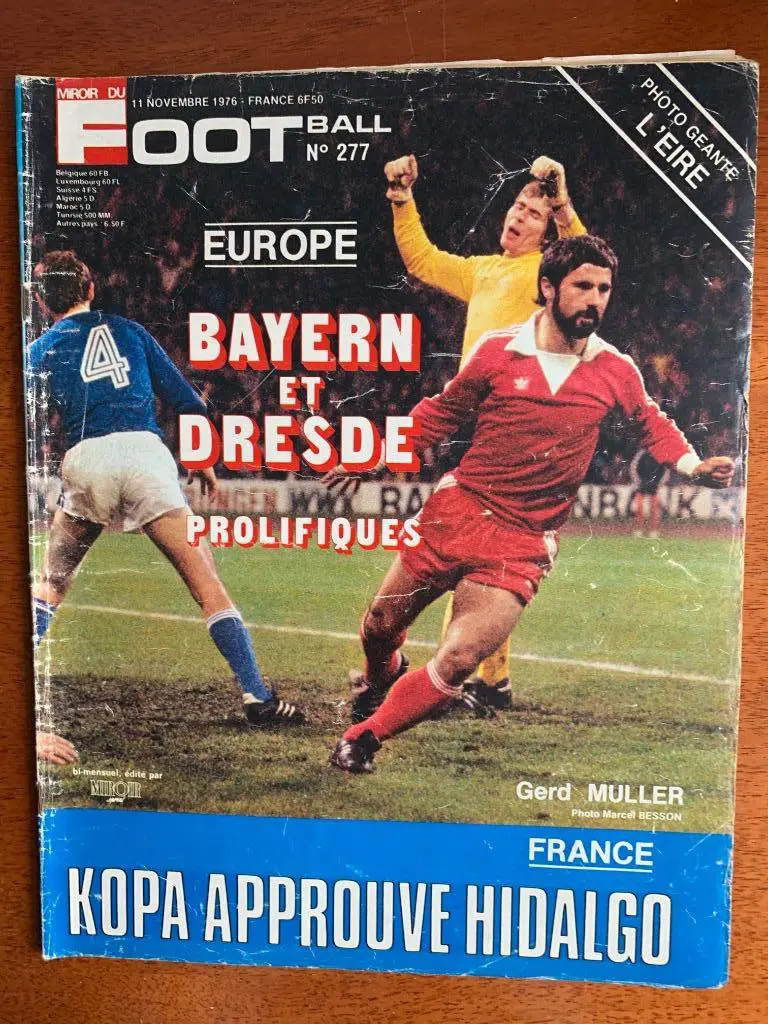 MIROIR DU
FOOTBALL
11 NOVEMBRE 1976 - FRANCE 6F50
N° 277
Belgique 60 FB.
Luxembourg 60 FL.
Suisse 4 FS.
Algérie 5 D.
Maroc 5 D.
Tunisie 500 MM.
Autres pays : 6.50 F
PHOTO GEANTE
L'EIRE
EUROPE
4
BAYERN
ET
DRESDE
PROLIFIQUES
bi-mensuel, édité par
MIROIR
Gerd MULLER
Photo Marcel BESSON
FRANCE
KOPA APPROUVE HIDALGO